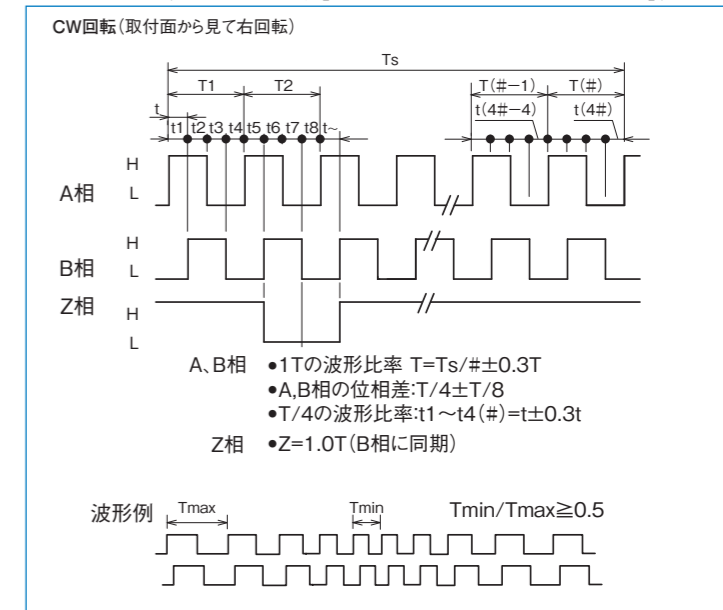 CW回転(取付面から見て右回転)
Ts
T1 T2 T(#−1) T(#)
t t(4#−4) t(4#)
t1 t2 t3 t4 t5 t6 t7 t8 t~
H
A相 L
H
B相 L
Z相 H
L
A、B相 •1Tの波形比率 T=Ts/#±0.3T
•A,B相の位相差:T/4±T/8
•T/4の波形比率:t1~t4(#)=t±0.3t
Z相 •Z=1.0T(B相に同期)
波形例 Tmax Tmin Tmin/Tmax≧0.5